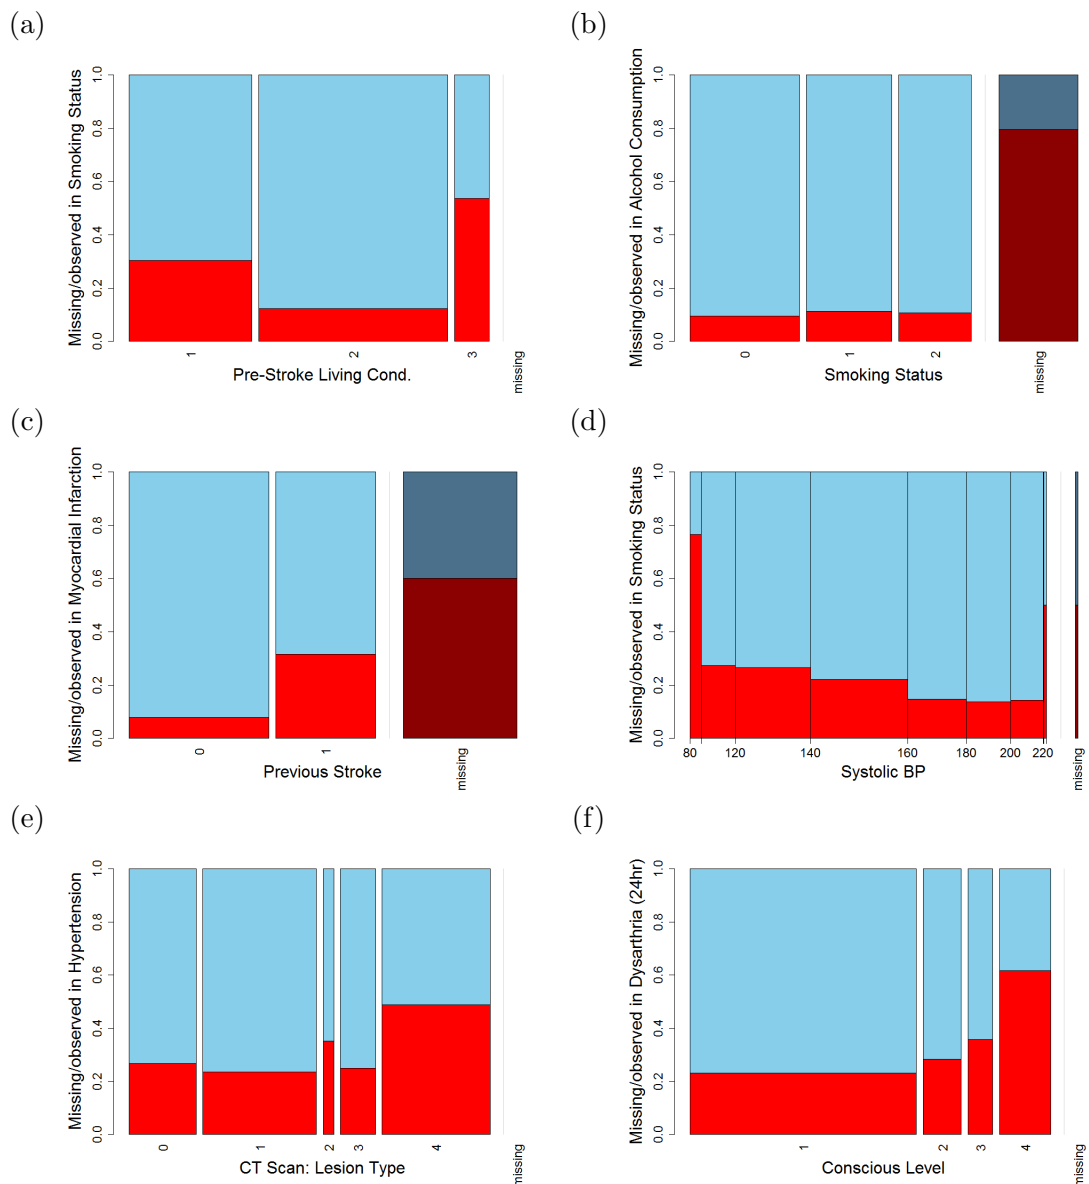 (a)
Missing/observed in Smoking Status
0.0 0.2 0.4 0.6 0.8 1.0
1 2 3 missing
Pre-Stroke Living Cond.
(b)
Missing/observed in Alcohol Consumption
0.0 0.2 0.4 0.6 0.8 1.0
0 1 2 missing
Smoking Status
(c)
Missing/observed in Myocardial Infarction
0.0 0.2 0.4 0.6 0.8 1.0
0 1 missing
Previous Stroke
(d)
Missing/observed in Smoking Status
0.0 0.2 0.4 0.6 0.8 1.0
80 120 140 160 180 200 220 missing
Systolic BP
(e)
Missing/observed in Hypertension
0.0 0.2 0.4 0.6 0.8 1.0
0 1 2 3 4 missing
CT Scan: Lesion Type
(f)
Missing/observed in Dysarthria (24hr)
0.0 0.2 0.4 0.6 0.8 1.0
1 2 3 4 missing
Conscious Level